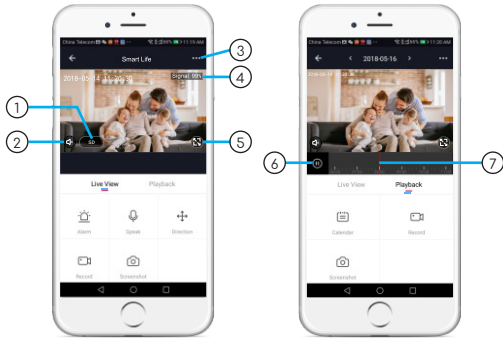 China Telecom 11:19 AM
Smart Life
2018-05-14 11:20:30
Signal 99%
SD
Live View Playback
Alarm Speak Direction
Record Screenshot
1
2
3
4
5
China Telecom 11:20 AM
2018-05-16
Live View Playback
Calendar Record
Screenshot
6
7